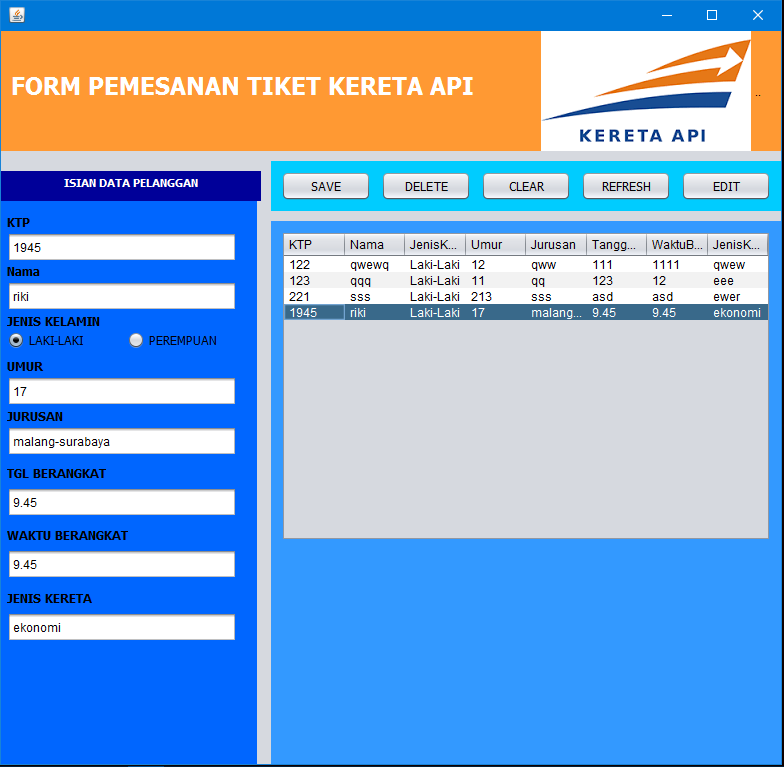 FORM PEMESANAN TIKET KERETA API
KERETA API
..
ISIAN DATA PELANGGAN
KTP
1945
Nama
riki
JENIS KELAMIN
LAKI-LAKI PEREMPUAN
UMUR
17
JURUSAN
malang-surabaya
TGL BERANGKAT
9.45
WAKTU BERANGKAT
9.45
JENIS KERETA
ekonomi
SAVE DELETE CLEAR REFRESH EDIT
KTP Nama JenisK... Umur Jurusan Tangg... WaktuB... JenisK...
122 qwewq Laki-Laki 12 qww 111 1111 qwew
123 qqq Laki-Laki 11 qq 123 12 eee
221 sss Laki-Laki 213 sss asd asd ewer
1945 riki Laki-Laki 17 malang... 9.45 9.45 ekonomi